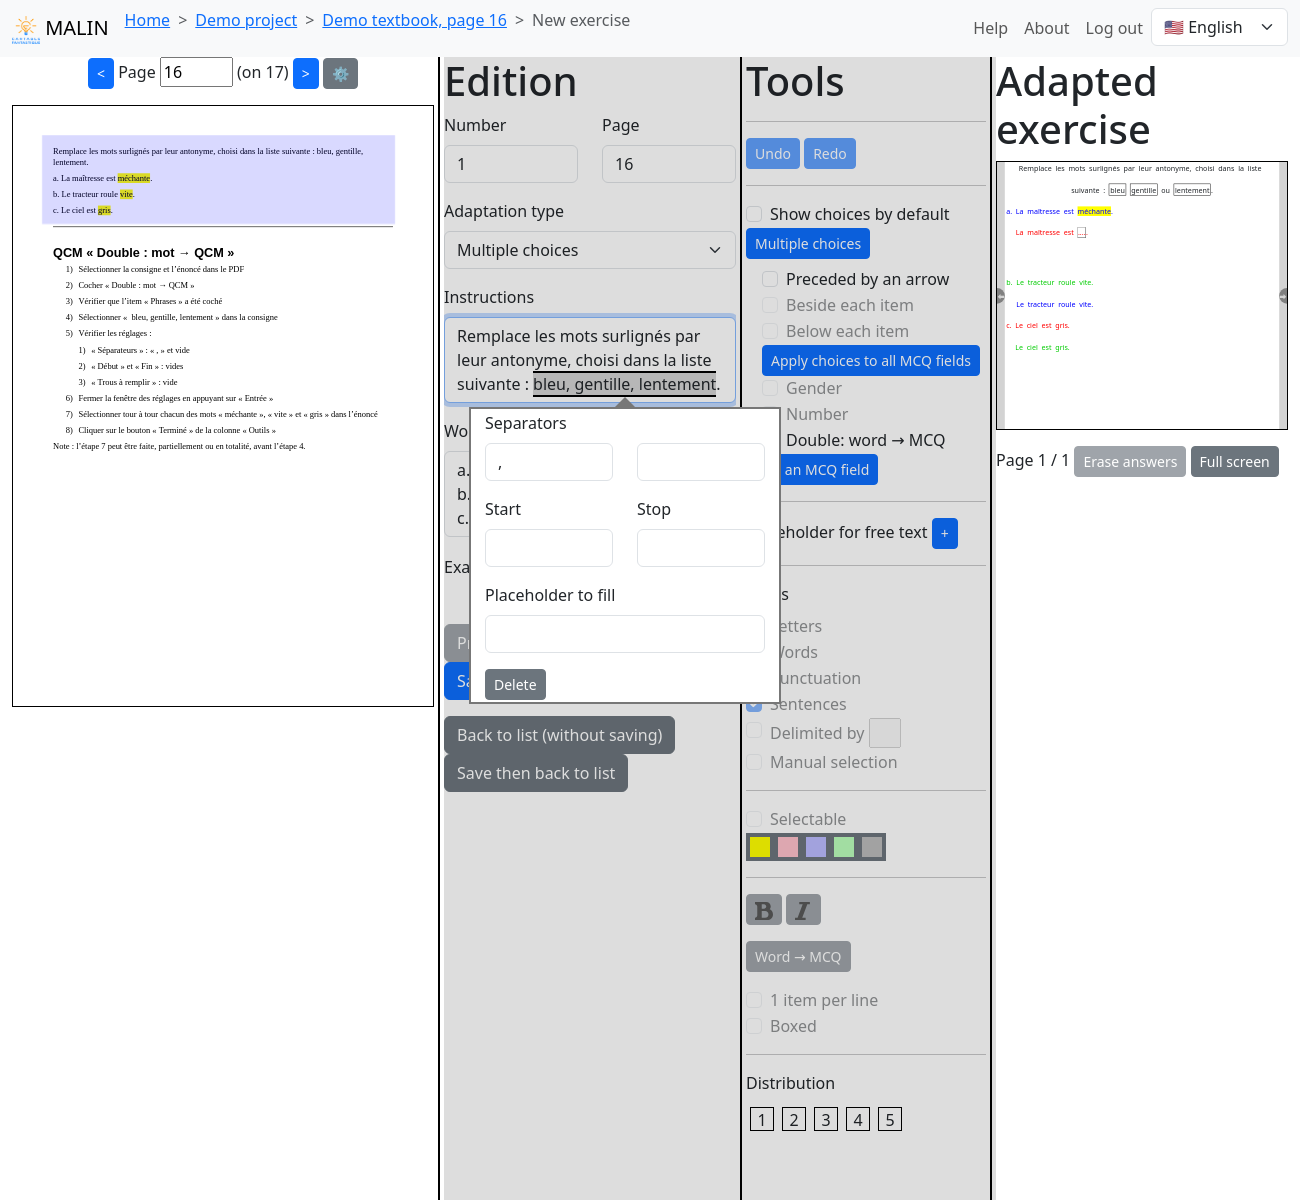 MALIN
Home > Demo project > Demo textbook, page 16 > New exercise
Help About Log out 🇺🇸 English
< Page 16 (on 17) > ⚙️
Remplace les mots surlignés par leur antonyme, choisi dans la liste suivante : bleu, gentille,
lentement.
a. La maîtresse est méchante.
b. Le tracteur roule vite.
c. Le ciel est gris.
QCM « Double : mot → QCM »
1) Sélectionner la consigne et l'énoncé dans le PDF
2) Cocher « Double : mot → QCM »
3) Vérifier que l'item « Phrases » a été coché
4) Sélectionner « bleu, gentille, lentement » dans la consigne
5) Vérifier les réglages :
1) « Séparateurs » : « , » et vide
2) « Début » et « Fin » : vides
3) « Trous à remplir » : vide
6) Fermer la fenêtre des réglages en appuyant sur « Entrée »
7) Sélectionner tour à tour chacun des mots « méchante », « vite » et « gris » dans l'énoncé
8) Cliquer sur le bouton « Terminé » de la colonne « Outils »
Note : l'étape 7 peut être faite, partiellement ou en totalité, avant l'étape 4.
Edition
Number Page
1 16
Adaptation type
Multiple choices
Instructions
Remplace les mots surlignés par
leur antonyme, choisi dans la liste
suivante : bleu, gentille, lentement.
Wo
a.
b.
c.
Exa
Separators
,
Start Stop
Placeholder to fill
Delete
Back to list (without saving)
Save then back to list
Tools
Undo Redo
Show choices by default
Multiple choices
Preceded by an arrow
Beside each item
Below each item
Apply choices to all MCQ fields
Gender
Number
Double: word → MCQ
an MCQ field
eholder for free text +
s
etters
Words
unctuation
Sentences
Delimited by
Manual selection
Selectable
B I
Word → MCQ
1 item per line
Boxed
Distribution
1 2 3 4 5
Adapted
exercise
Remplace les mots surlignés par leur antonyme, choisi dans la liste
suivante : bleu gentille ou lentement.
a. La maîtresse est méchante.
La maîtresse est ....
b. Le tracteur roule vite.
Le tracteur roule vite.
c. Le ciel est gris.
Le ciel est gris.
Page 1 / 1 Erase answers Full screen